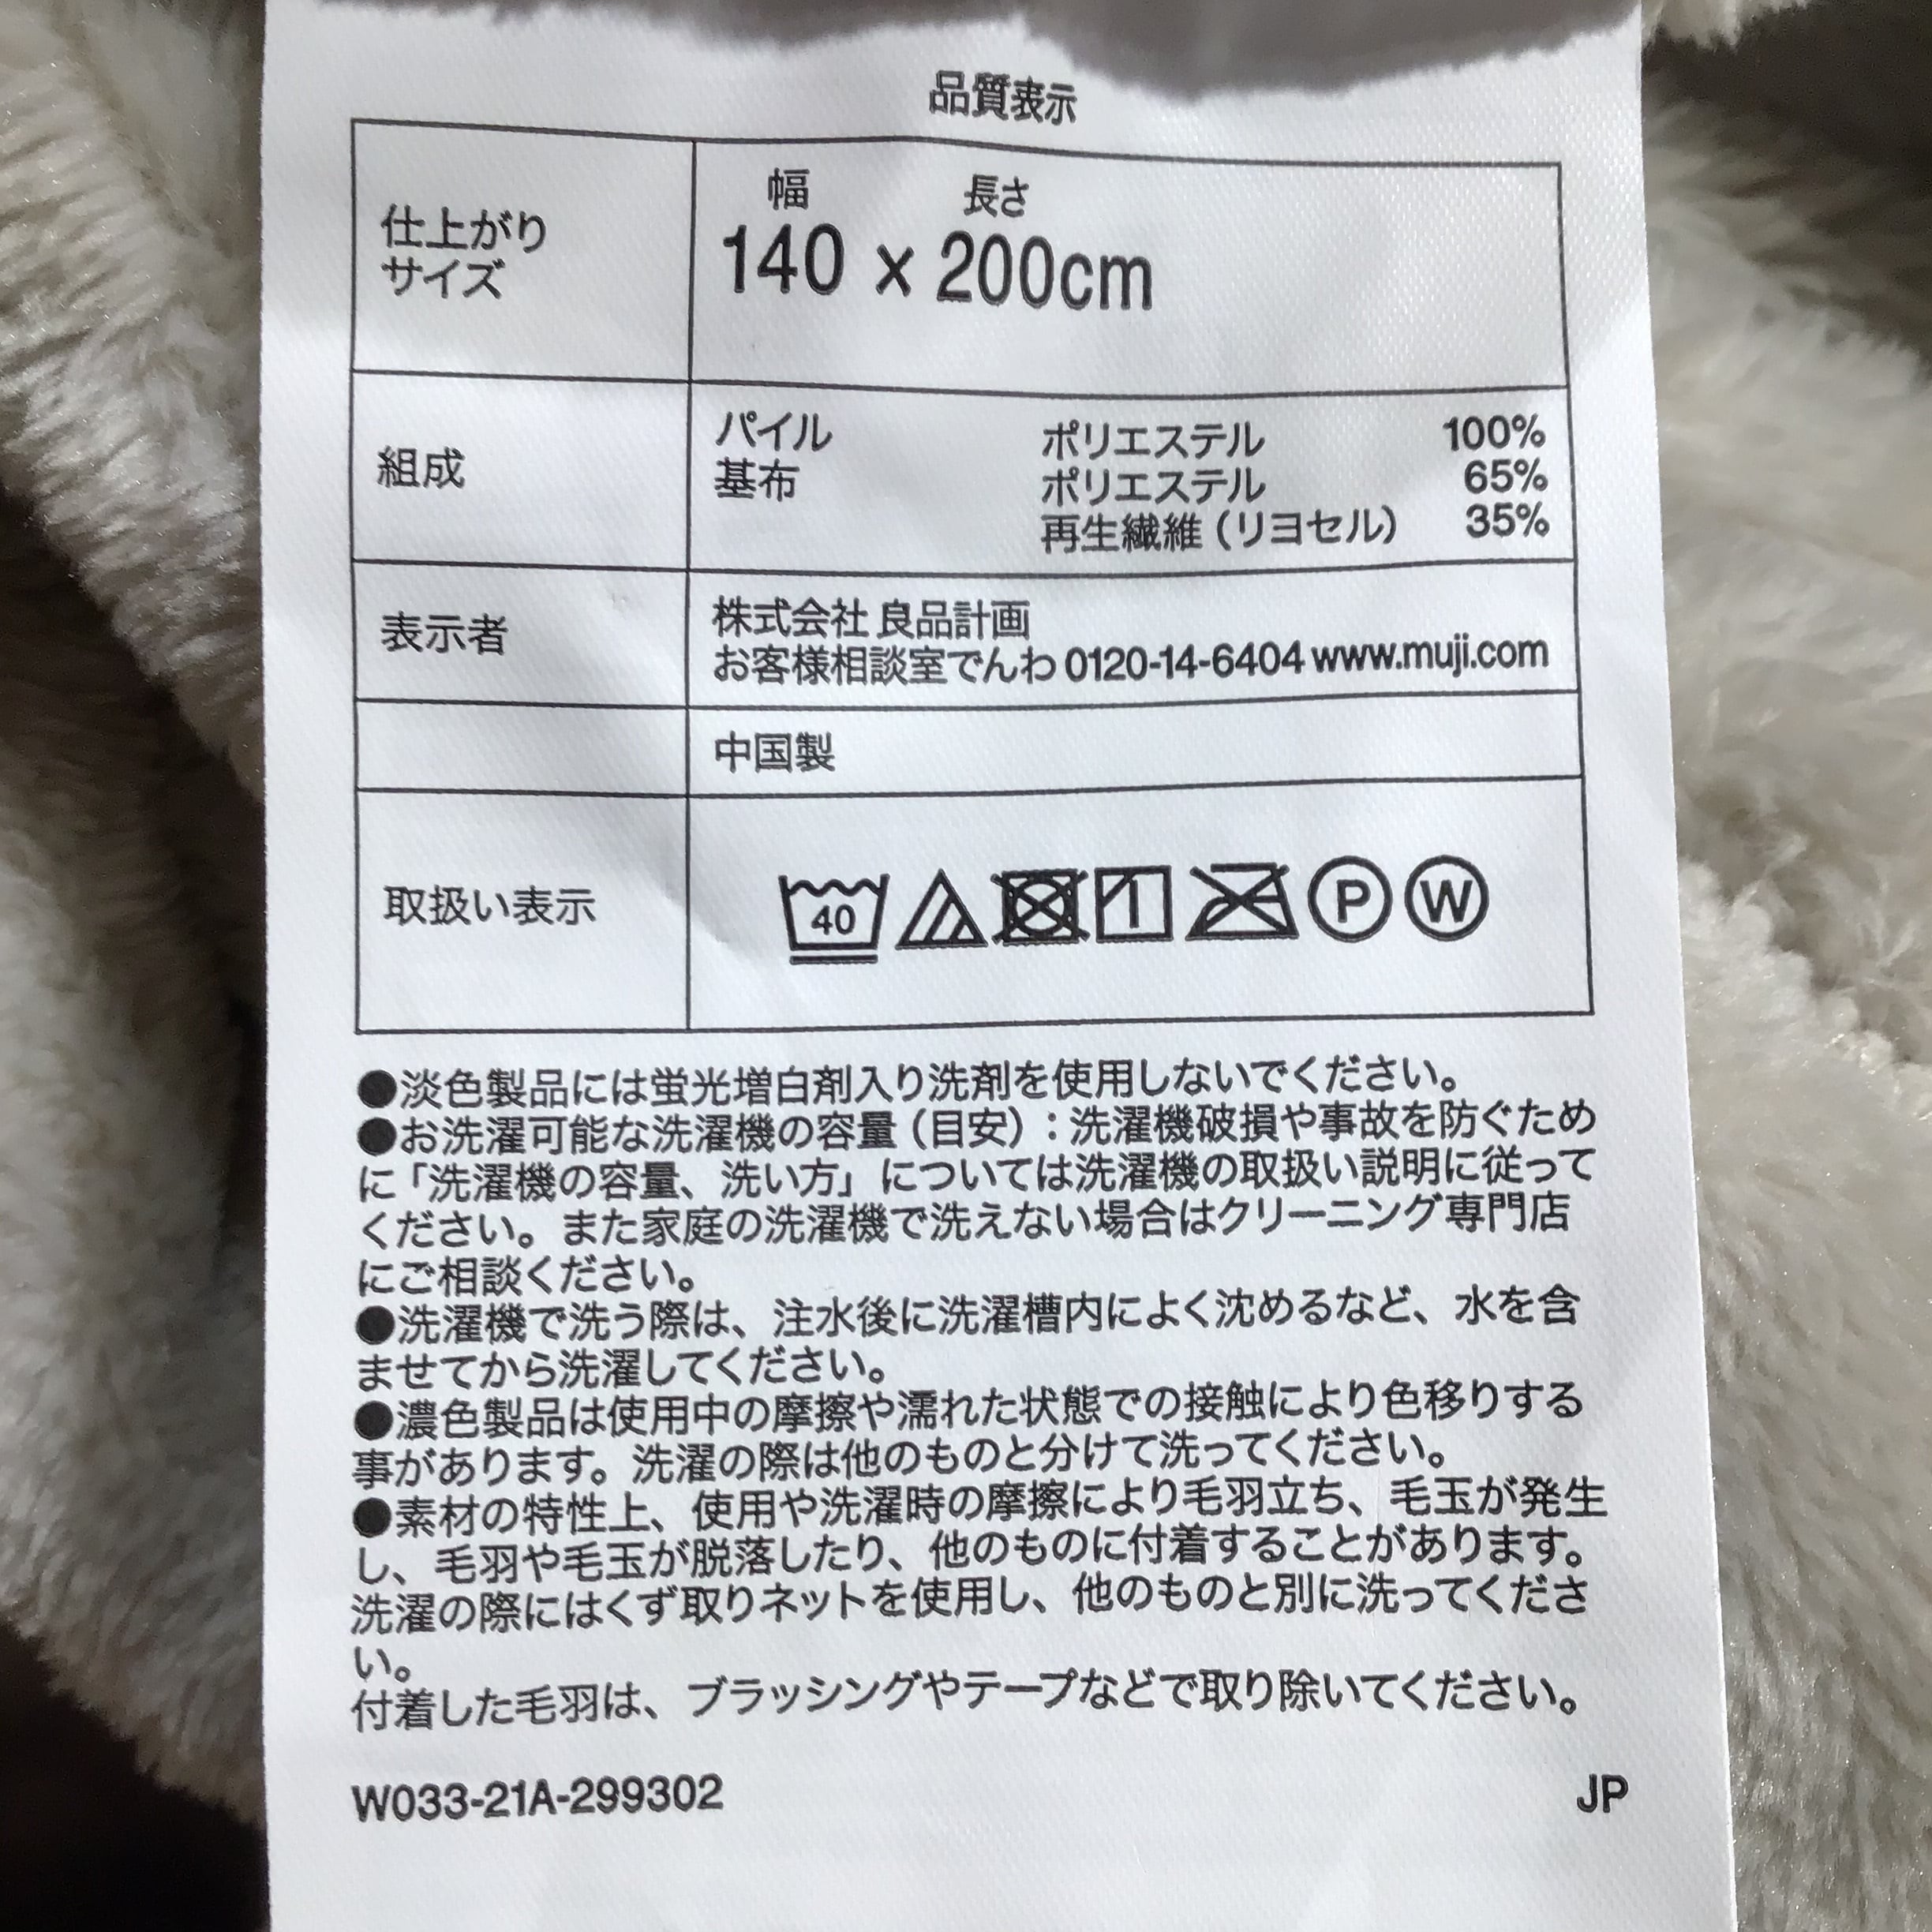 品質表示
幅 長さ
仕上がり
サイズ
140 × 200cm
組成
パイル ポリエステル 100%
基布 ポリエステル 65%
再生繊維（リヨセル） 35%
表示者
株式会社 良品計画
お客様相談室でんわ 0120-14-6404 www.muji.com
中国製
取扱い表示
40
P
W
●淡色製品には蛍光増白剤入り洗剤を使用しないでください。
●お洗濯可能な洗濯機の容量（目安）：洗濯機破損や事故を防ぐため
に「洗濯機の容量、洗い方」については洗濯機の取扱い説明に従って
ください。また家庭の洗濯機で洗えない場合はクリーニング専門店
にご相談ください。
●洗濯機で洗う際は、注水後に洗濯槽内によく沈めるなど、水を含
ませてから洗濯してください。
●濃色製品は使用中の摩擦や濡れた状態での接触により色移りする
事があります。洗濯の際は他のものと分けて洗ってください。
●素材の特性上、使用や洗濯時の摩擦により毛羽立ち、毛玉が発生
し、毛羽や毛玉が脱落したり、他のものに付着することがあります。
洗濯の際にはくず取りネットを使用し、他のものと別に洗ってくださ
い。
付着した毛羽は、ブラッシングやテープなどで取り除いてください。
W033-21A-299302
JP